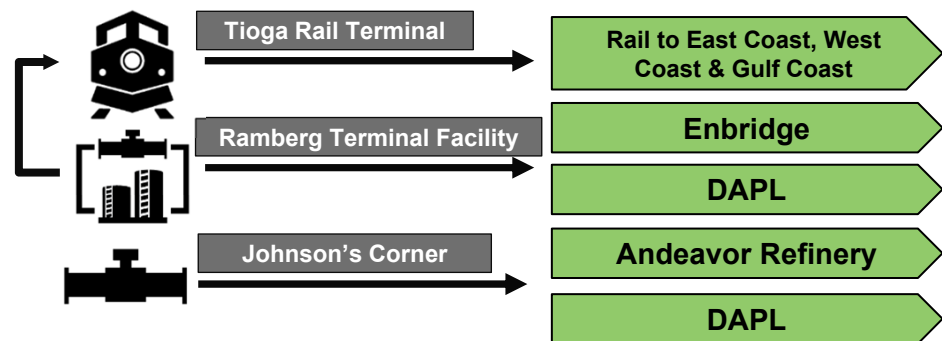 Tioga Rail Terminal
Rail to East Coast, West
Coast & Gulf Coast
Ramberg Terminal Facility
Enbridge
DAPL
Johnson’s Corner
Andeavor Refinery
DAPL